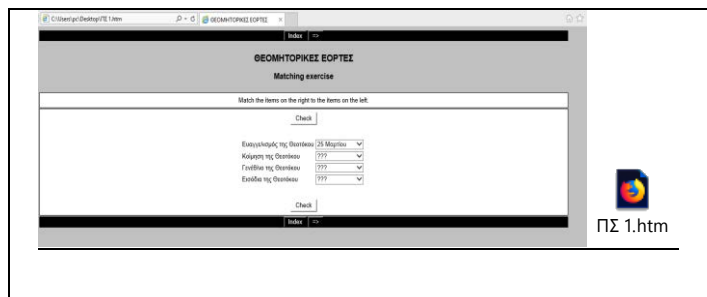 C:\Users\pc\Desktop\ΠΣ 1.htm
ΘΕΟΜΗΤΟΡΙΚΕΣ ΕΟΡΤΕΣ
Index =>
ΘΕΟΜΗΤΟΡΙΚΕΣ ΕΟΡΤΕΣ
Matching exercise
Match the items on the right to the items on the left.
Check
Ευαγγελισμός της Θεοτόκου 25 Μαρτίου
Κοίμηση της Θεοτόκου ???
Γενέθλιο της Θεοτόκου ???
Εισόδια της Θεοτόκου ???
Check
Index =>
ΠΣ 1.htm